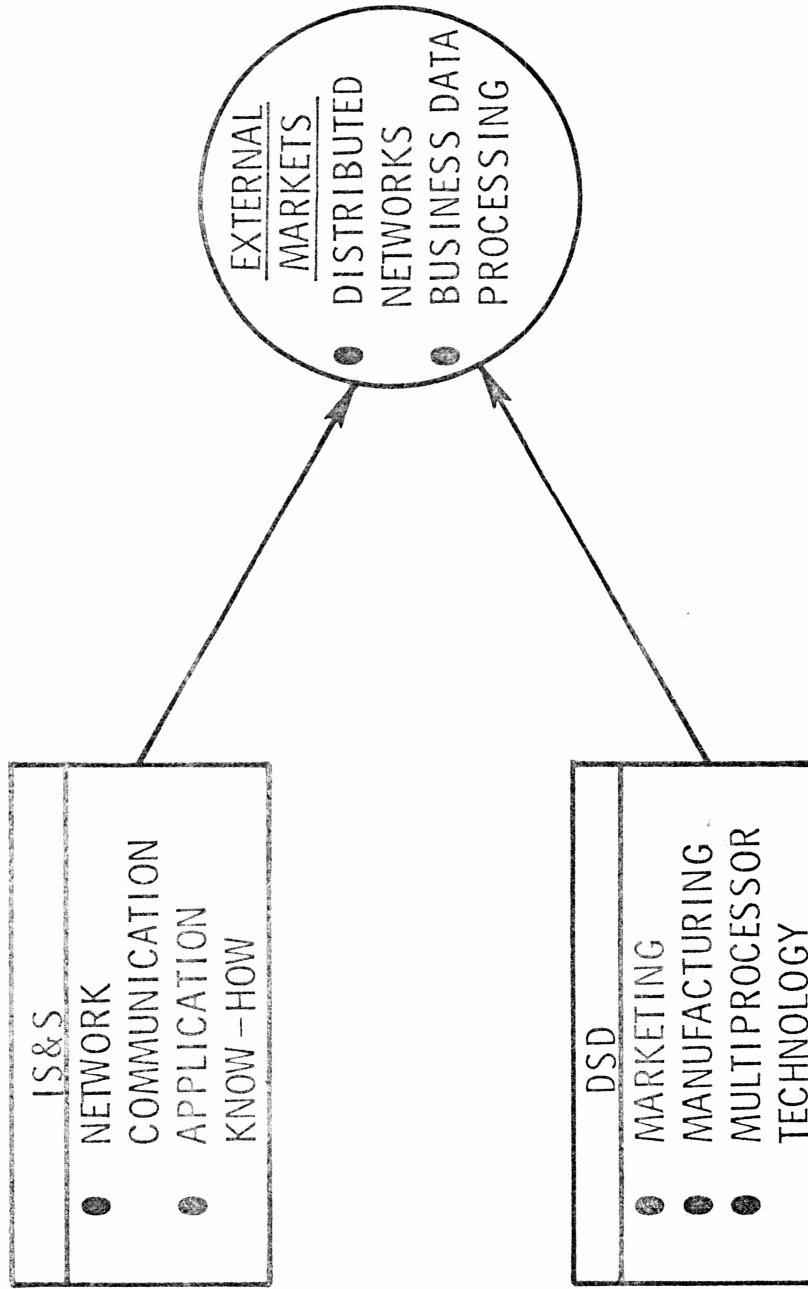 IS&S
● NETWORK
COMMUNICATION
● APPLICATION
KNOW-HOW
DSD
● MARKETING
● MANUFACTURING
● MULTIPROCESSOR
TECHNOLOGY
EXTERNAL
MARKETS
● DISTRIBUTED
NETWORKS
● BUSINESS DATA
PROCESSING